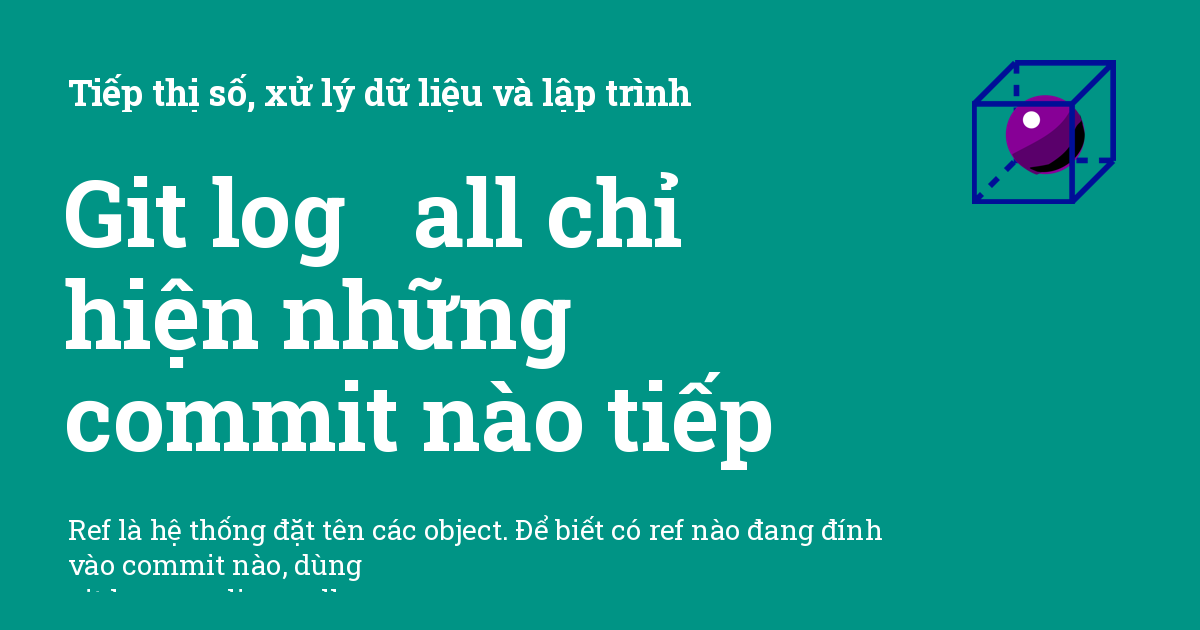 Tiếp thị số, xử lý dữ liệu và lập trình
Git log all chỉ
hiện những
commit nào tiếp
Ref là hệ thống đặt tên các object. Để biết có ref nào đang đính
vào commit nào, dùng